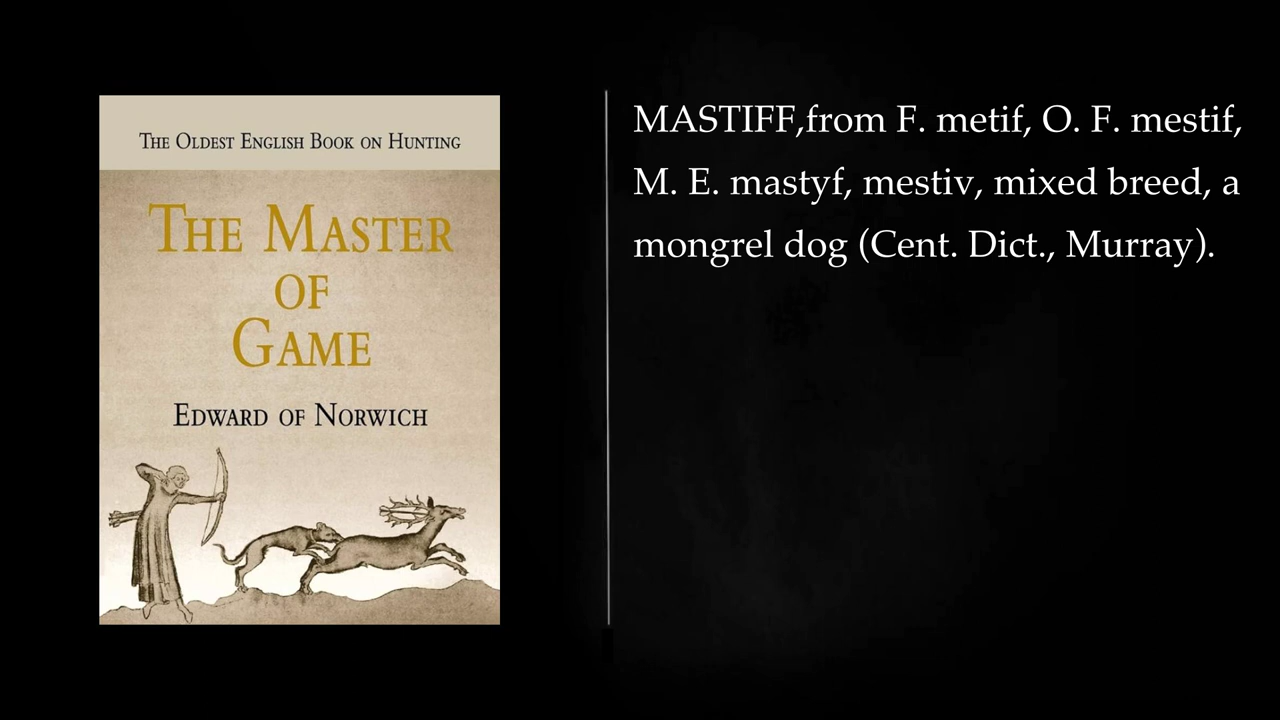 The Oldest English Book on Hunting
The Master
of
Game
Edward of Norwich
MASTIFF,from F. metif, O. F. mestif,
M. E. mastyf, mestiv, mixed breed, a
mongrel dog (Cent. Dict., Murray).